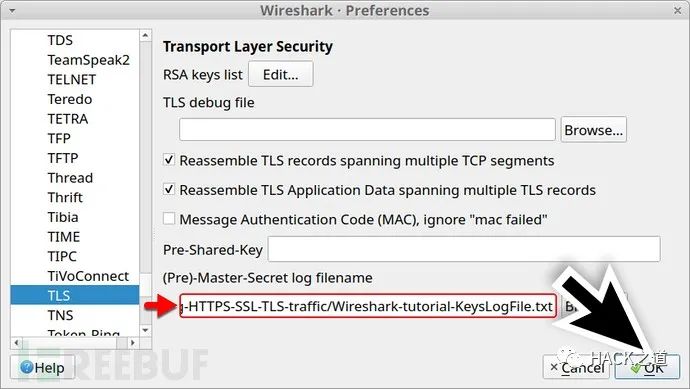 Wireshark · Preferences
TDS
TeamSpeak2
TELNET
Teredo
TETRA
TFP
TFTP
Thread
Thrift
Tibia
TIME
TIPC
TiVoConnect
TLS
TNS
Token-Ring
Transport Layer Security
RSA keys list Edit...
TLS debug file
Browse...
Reassemble TLS records spanning multiple TCP segments
Reassemble TLS Application Data spanning multiple TLS records
Message Authentication Code (MAC), ignore "mac failed"
Pre-Shared-Key
(Pre)-Master-Secret log filename
-HTTPS-SSL-TLS-traffic/Wireshark-tutorial-KeysLogFile.txt
Help
Cancel
OK
REEBUF
HACK之道